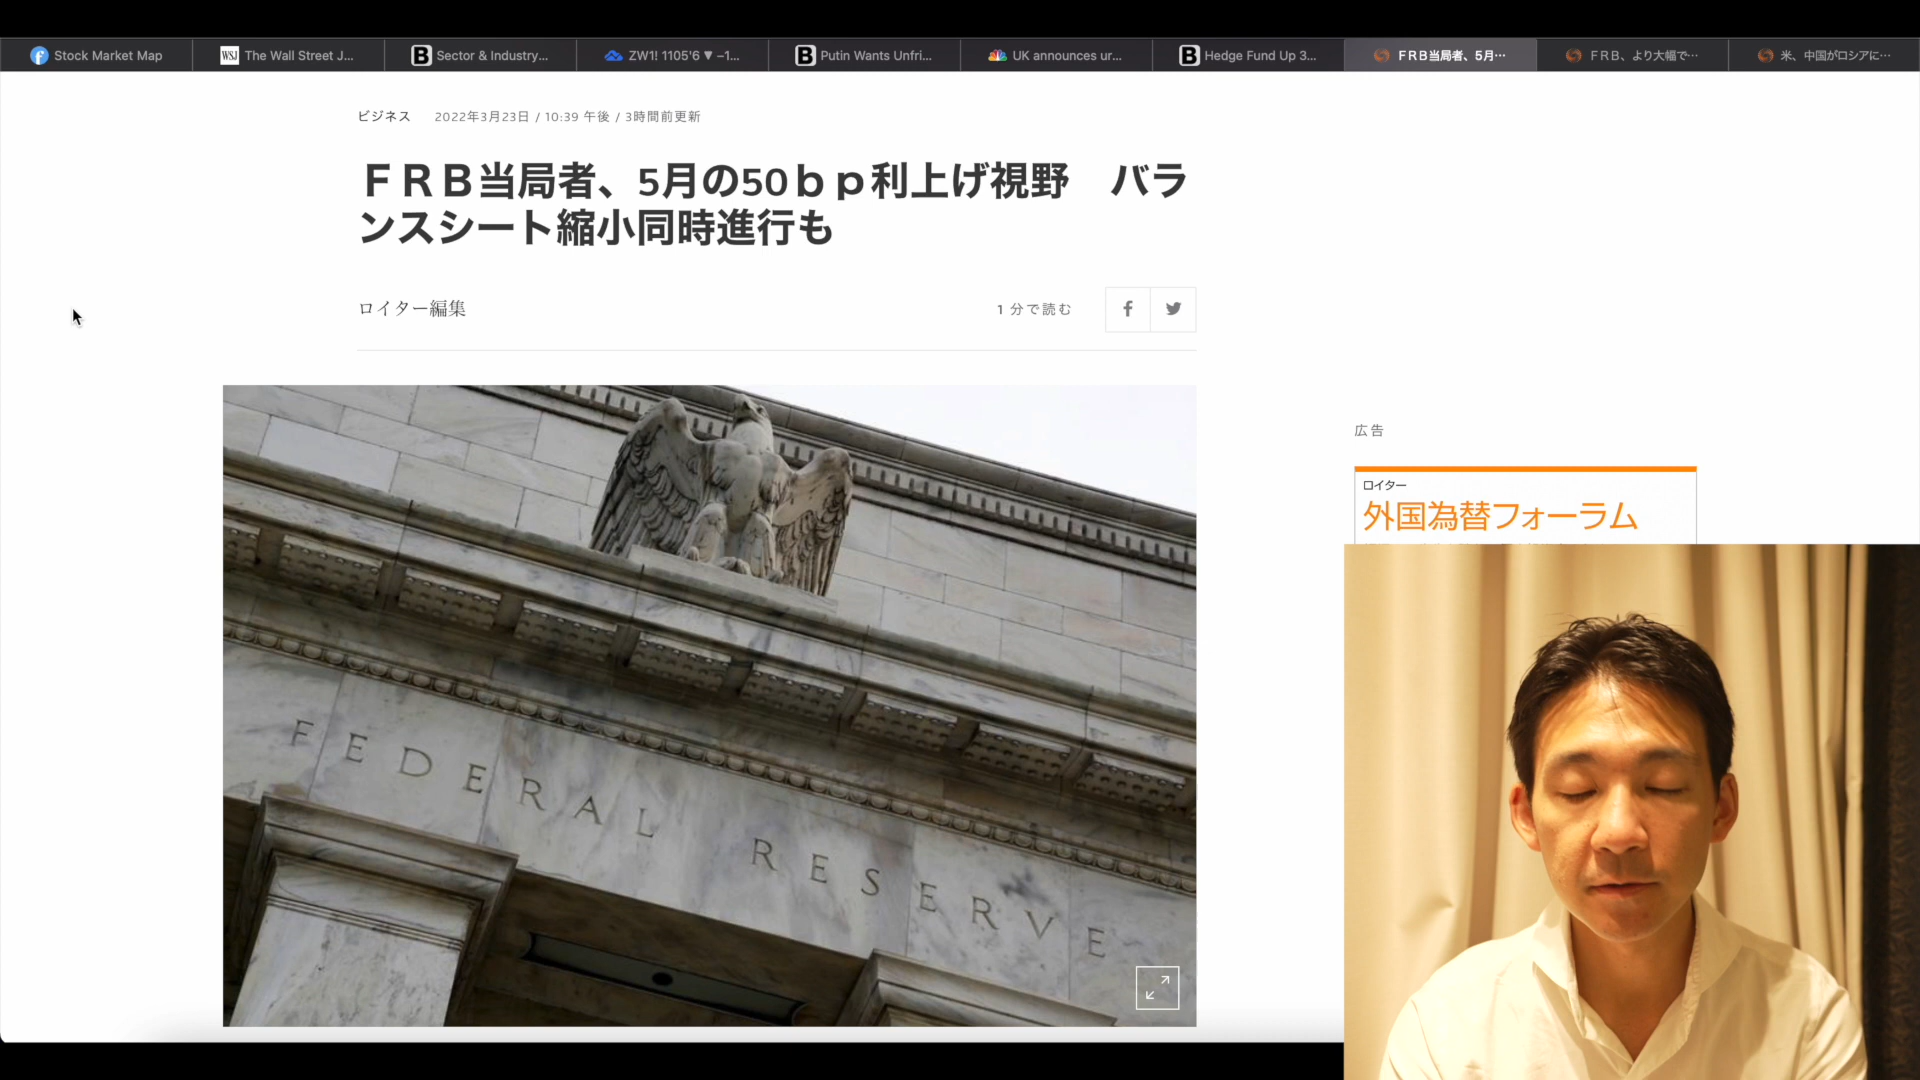 Stock Market Map
WSJ The Wall Street J...
B Sector & Industry...
ZW1! 1105'6 ▼ −1...
B Putin Wants Unfri...
UK announces ur...
B Hedge Fund Up 3...
ＦＲＢ当局者、5月…
ＦＲＢ、より大幅で…
米、中国がロシアに…
ビジネス 2022年3月23日 / 10:39 午後 / 3時間前更新
ＦＲＢ当局者、5月の50ｂｐ利上げ視野　バラ
ンスシート縮小同時進行も
ロイター編集
1 分で読む
FEDERAL RESERVE
広告
ロイター
外国為替フォーラム